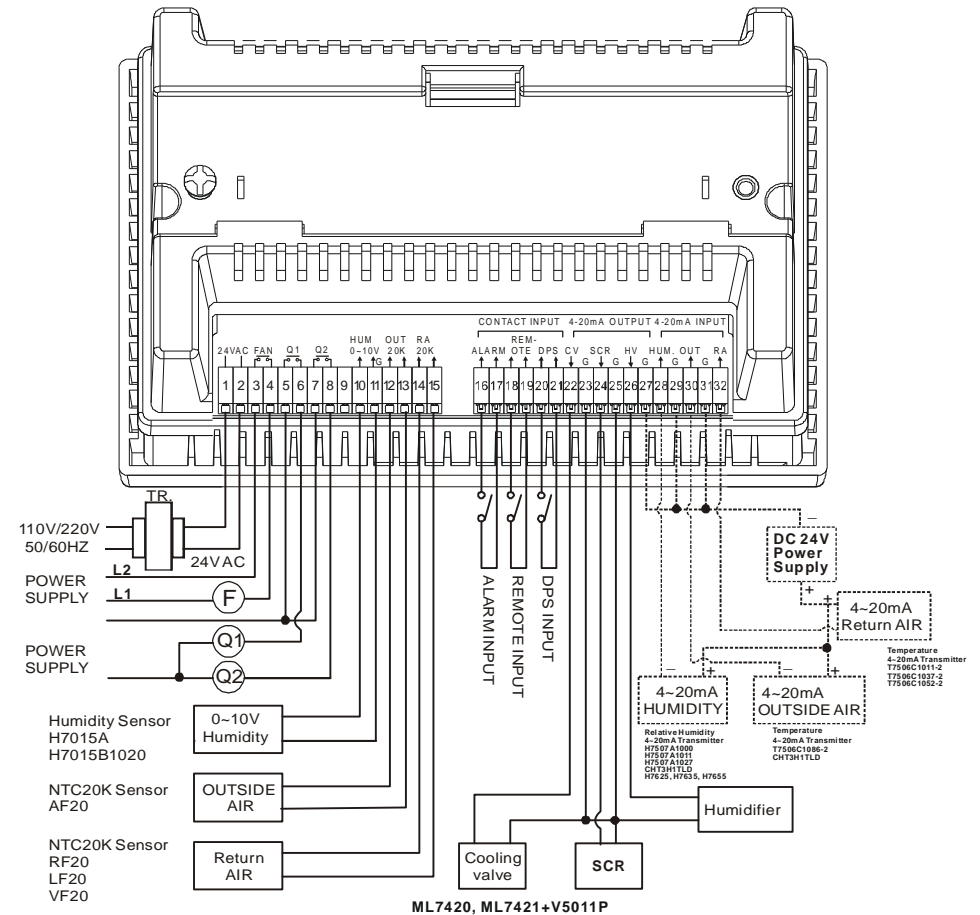 CONTACT INPUT 4-20mA OUTPUT 4-20mA INPUT
HUM OUT RA
0~10V 20K 20K
G
REM-
24VAC FAN Q1 Q2
ALARM OTE DPS CV SCR HV HUM. OUT RA
G G G G G
1 2 3 4 5 6 7 8 9 10 11 12 13 14 15
16 17 18 19 20 21 22 23 24 25 26 27 28 29 30 31 32
TR.
110V/220V
50/60HZ
24VAC
L2
POWER
SUPPLY
L1
F
POWER
SUPPLY
Q1
Q2
Humidity Sensor
H7015A
H7015B1020
0~10V
Humidity
NTC20K Sensor
AF20
OUTSIDE
AIR
NTC20K Sensor
RF20
LF20
VF20
Return
AIR
ALARM INPUT
REMOTE INPUT
DPS INPUT
–
DC 24V
Power
Supply
+ +
4~20mA
Return AIR
Temperature
4~20mA Transmitter
T7506C1011-2
T7506C1037-2
T7506C1052-2
– +
4~20mA
HUMIDITY
Relative Humidity
4~20mA Transmitter
H7507A1000
H7507A1011
H7507A1027
CHT3H1TLD
H7625, H7635, H7655
– +
4~20mA
OUTSIDE AIR
Temperature
4~20mA Transmitter
T7506C1086-2
CHT3H1TLD
Humidifier
Cooling
valve
SCR
ML7420, ML7421+V5011P